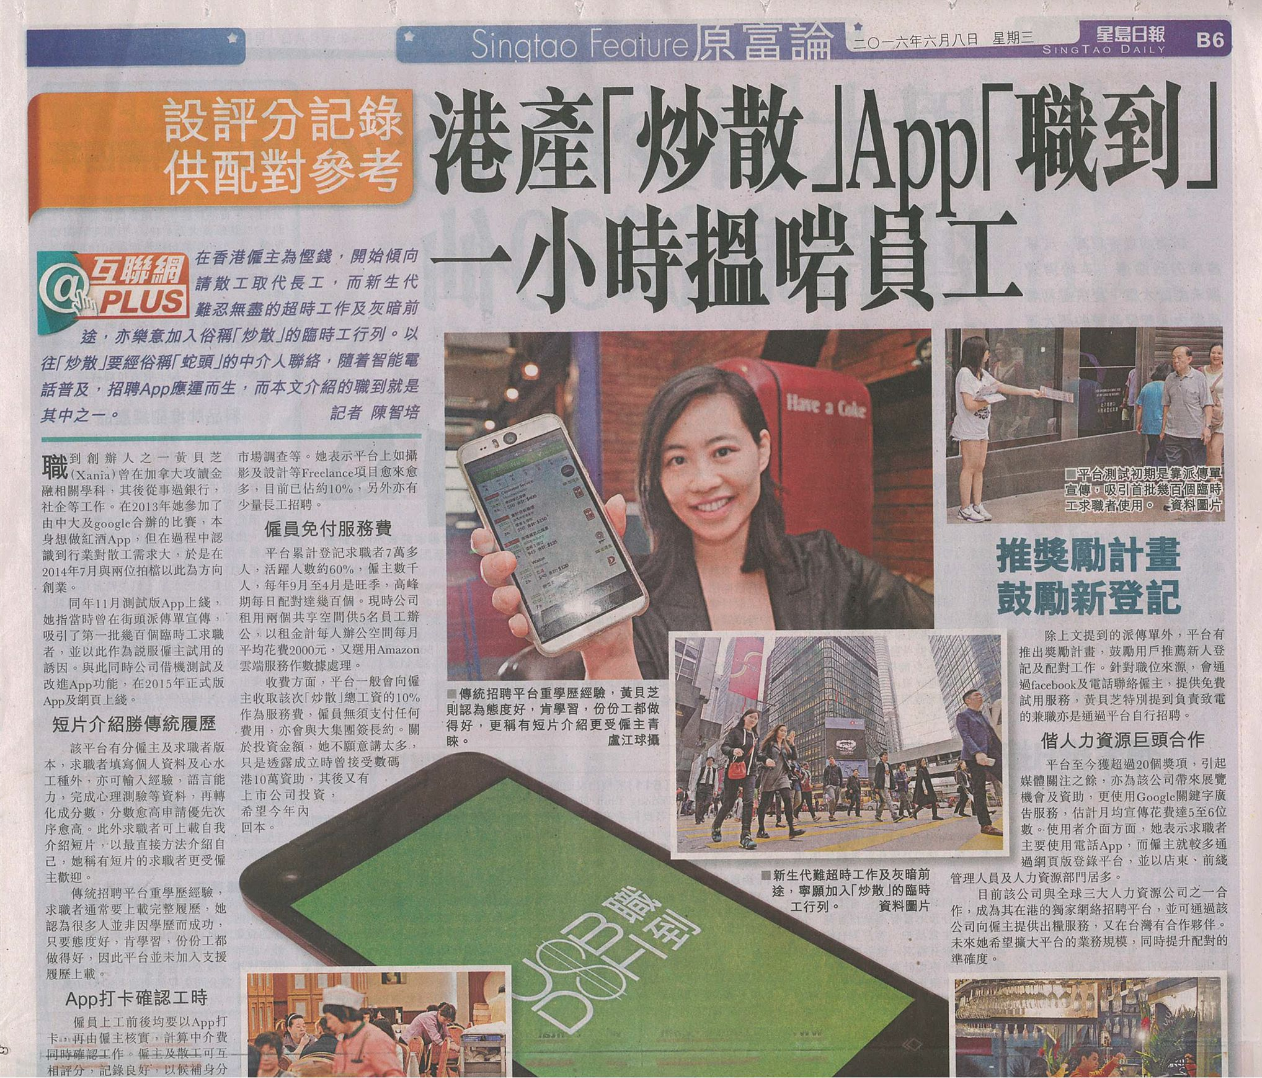 Singtao Feature 原富論
二〇一六年六月八日 星期三
星島日報
SINGTAO DAILY
B6
設評分記錄
供配對參考
港產「炒散」App「職到」
一小時搵啱員工
@互聯網
PLUS
在香港僱主為慳錢，開始傾向
請散工取代長工，而新生代
難忍無盡的超時工作及灰暗前
途，亦樂意加入俗稱「炒散」的臨時工行列。以
往「炒散」要經俗稱「蛇頭」的中介人聯絡，隨着智能電
話普及，招聘App應運而生，而本文介紹的職到就是
其中之一。 記者 陳智培
職到創辦人之一黃貝芝
(Xania)曾在加拿大攻讀金
融相關學科，其後從事過銀行，
社企等工作。在2013年她參加了
由中大及google合辦的比賽，本
身想做紅酒App，但在過程中認
識到行業對散工需求大，於是在
2014年7月與兩位拍檔以此為方向
創業。
同年11月測試版App上綫，
她指當時曾在街頭派傳單宣傳，
吸引了第一批幾百個臨時工求職
者，並以此作為說服僱主試用的
誘因。與此同時公司借機測試及
改進App功能，在2015年正式版
App及網頁上綫。
短片介紹勝傳統履歷
該平台有分僱主及求職者版
本，求職者填寫個人資料及心水
工種外，亦可輸入經驗，語言能
力，完成心理測驗等資料，再轉
化成分數，分數愈高申請優先次
序愈高。此外求職者可上載自我
介紹短片，以最直接方法介紹自
己，她稱有短片的求職者更受僱
主歡迎。
傳統招聘平台重學歷經驗，
求職者通常要上載完整履歷，她
認為很多人並非因學歷而成功，
只要態度好，肯學習，份份工都
做得好，因此平台並未加入支援
履歷上載。
App打卡確認工時
僱員上工前後均要以App打
卡，再由僱主核實，計算中介費
同時確認工作。僱主及散工可互
相評分，記錄良好，以候補身分
市場調查等。她表示平台上如攝
影及設計等Freelance項目愈來愈
多，目前已佔約10%，另外亦有
少量長工招聘。
僱員免付服務費
平台累計登記求職者7萬多
人，活躍人數約60%，僱主數千
人，每年9月至4月是旺季，高峰
期每日配對達幾百個。現時公司
租用兩個共享空間供5名員工辦
公，以租金計每人辦公空間每月
平均花費2000元，又選用Amazon
雲端服務作數據處理。
收費方面，平台一般會向僱
主收取該次「炒散」總工資的10%
作為服務費，僱員無須支付任何
費用，亦會與大集團簽長約。關
於投資金額，她不願意講太多，
只是透露成立時曾接受數碼
港10萬資助，其後又有
上市公司投資，
希望今年內
回本。
Have a Coke
■傳統招聘平台重學歷經驗，黃貝芝
則認為態度好，肯學習，份份工都做
得好，更稱有短片介紹更受僱主青
睞。 盧江球攝
■平台測試初期是靠派傳單
宣傳，吸引首批幾百個臨時
工求職者使用。 資料圖片
推獎勵計畫
鼓勵新登記
除上文提到的派傳單外，平台有
推出獎勵計畫，鼓勵用戶推薦新人登
記及配對工作。針對職位來源，會通
過facebook及電話聯絡僱主，提供免費
試用服務，黃貝芝特別提到負責致電
的兼職亦是通過平台自行招聘。
偕人力資源巨頭合作
平台至今獲超過20個獎項，引起
媒體關注之餘，亦為該公司帶來展覽
機會及資助，更使用Google關鍵字廣
告服務，估計月均宣傳花費達5至6位
數。使用者介面方面，她表示求職者
主要使用電話App，而僱主就較多通
過網頁版登錄平台，並以店東、前綫
管理人員及人力資源部門居多。
目前該公司與全球三大人力資源公司之一合
作，成為其在港的獨家網絡招聘平台，並可通過該
公司向僱主提供出糧服務，又在台灣有合作夥伴。
未來她希望擴大平台的業務規模，同時提升配對的
準確度。
■新生代難超時工作及灰暗前
途，寧願加入「炒散」的臨時
工行列。 資料圖片
JOB 職
DOH 到